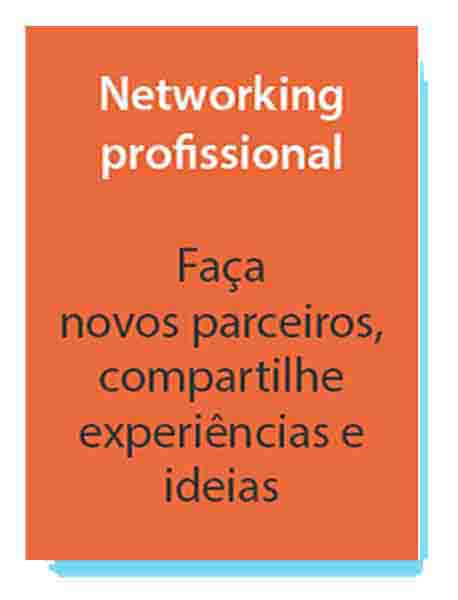 Networking
profissional
Faça
novos parceiros,
compartilhe
experiências e
ideias